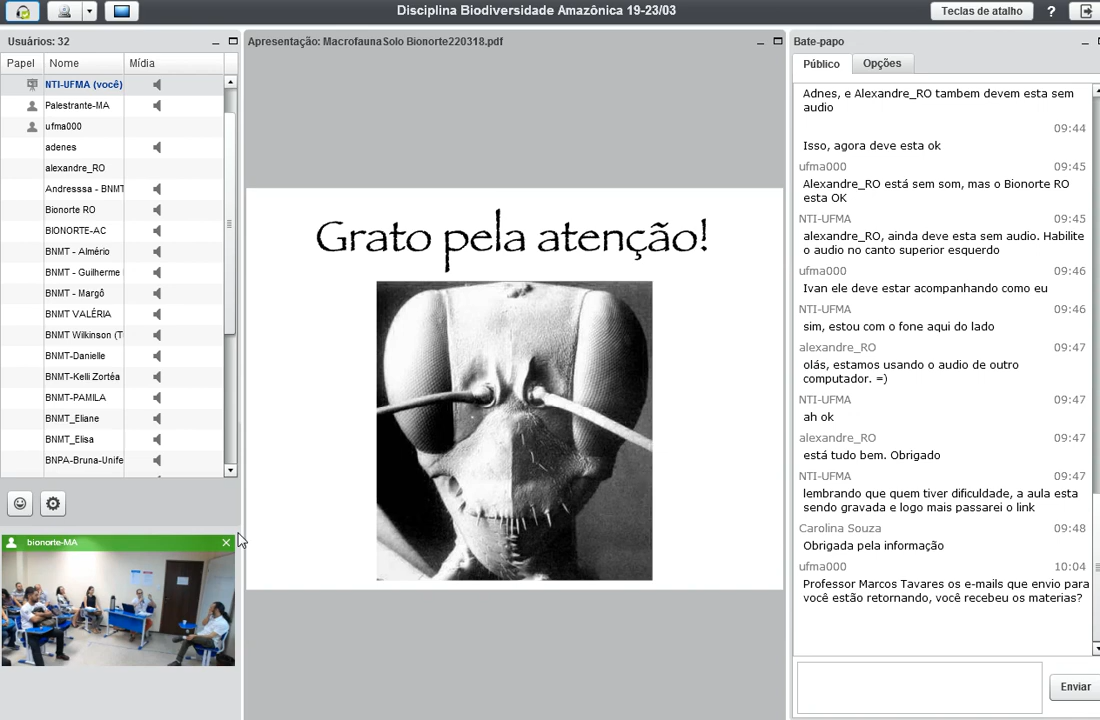 Disciplina Biodiversidade Amazônica 19-23/03
Teclas de atalho
?
Usuários: 32
Papel Nome Mídia
NTI-UFMA (você)
Palestrante-MA
ufma000
adenes
alexandre_RO
Andresssa - BNMT
Bionorte RO
BIONORTE-AC
BNMT - Almério
BNMT - Guilherme
BNMT - Margô
BNMT VALÉRIA
BNMT Wilkinson (T
BNMT-Danielle
BNMT-Kelli Zortéa
BNMT-PAMILA
BNMT_Eliane
BNMT_Elisa
BNPA-Bruna-Unife
bionorte-MA
Apresentação: MacrofaunaSolo Bionorte220318.pdf
Grato pela atenção!
Bate-papo
Público Opções
Adnes, e Alexandre_RO tambem devem esta sem
audio
09:44
Isso, agora deve esta ok
ufma000 09:45
Alexandre_RO está sem som, mas o Bionorte RO
esta OK
NTI-UFMA 09:45
alexandre_RO, ainda deve esta sem audio. Habilite
o audio no canto superior esquerdo
ufma000 09:46
Ivan ele deve estar acompanhando como eu
NTI-UFMA 09:46
sim, estou com o fone aqui do lado
alexandre_RO 09:47
olás, estamos usando o audio de outro
computador. =)
NTI-UFMA 09:47
ah ok
alexandre_RO 09:47
está tudo bem. Obrigado
NTI-UFMA 09:47
lembrando que quem tiver dificuldade, a aula esta
sendo gravada e logo mais passarei o link
Carolina Souza 09:48
Obrigada pela informação
ufma000 10:04
Professor Marcos Tavares os e-mails que envio para
você estão retornando, você recebeu os materias?
Enviar